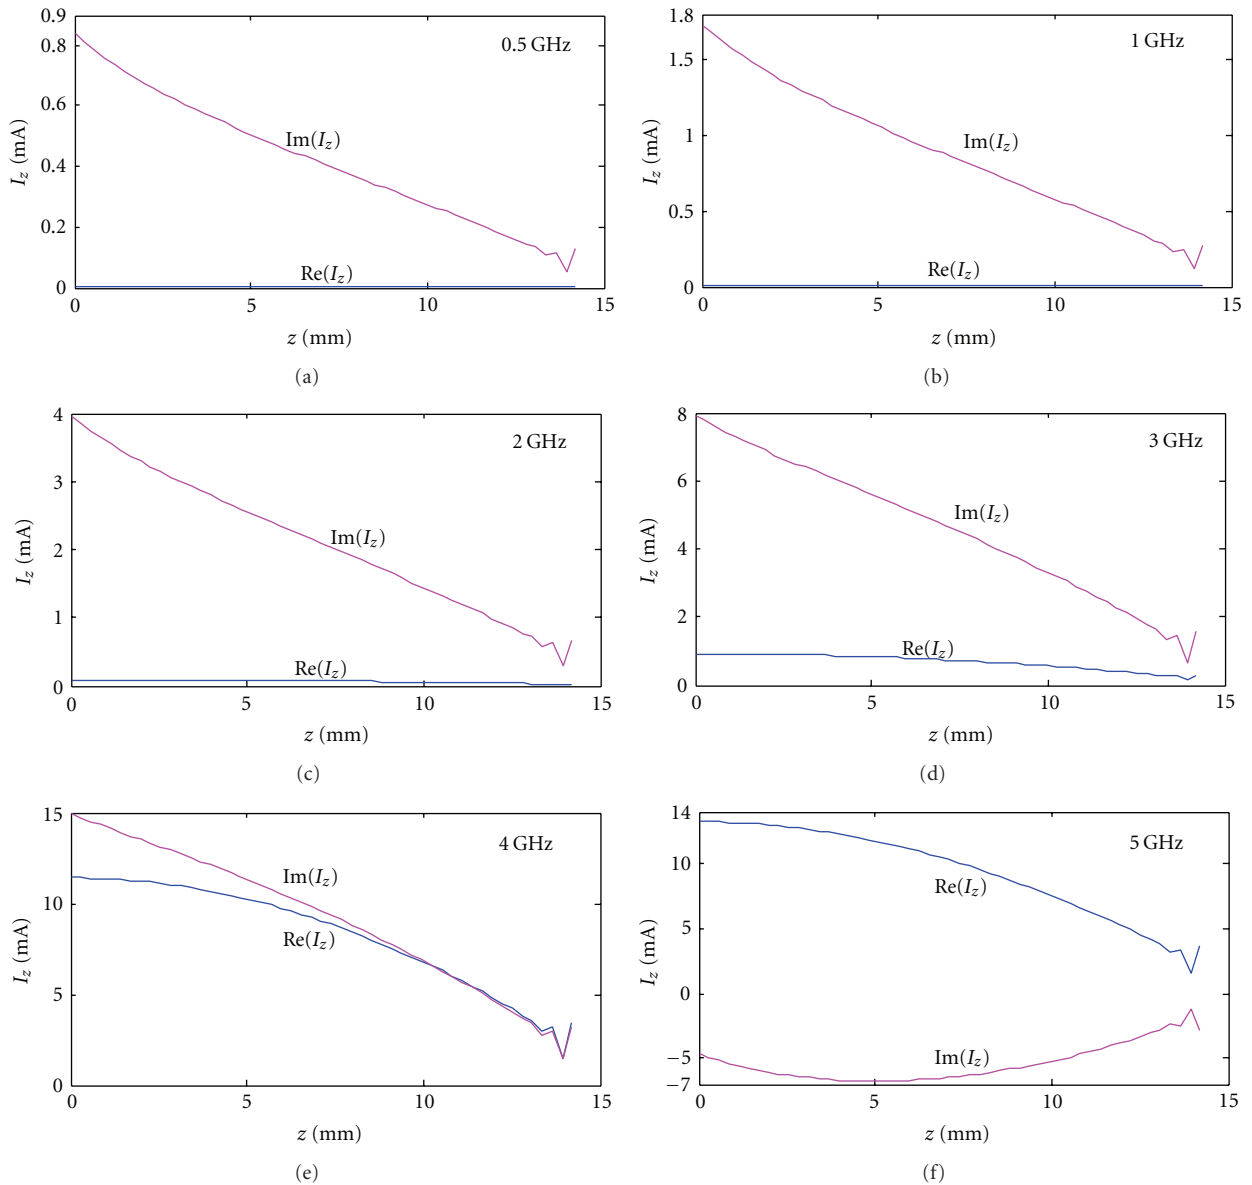 0.9
0.8
0.6
0.4
0.2
0
0 5 10 15
I_z (mA)
0.5 GHz
Im(I_z)
Re(I_z)
z (mm)
(a)
1.8
1.5
1
0.5
0
0 5 10 15
I_z (mA)
1 GHz
Im(I_z)
Re(I_z)
z (mm)
(b)
4
3
2
1
0
0 5 10 15
I_z (mA)
2 GHz
Im(I_z)
Re(I_z)
z (mm)
(c)
8
6
4
2
0
0 5 10 15
I_z (mA)
3 GHz
Im(I_z)
Re(I_z)
z (mm)
(d)
15
10
5
0
0 5 10 15
I_z (mA)
4 GHz
Im(I_z)
Re(I_z)
z (mm)
(e)
14
10
5
0
−5
−7
0 5 10 15
I_z (mA)
5 GHz
Re(I_z)
Im(I_z)
z (mm)
(f)